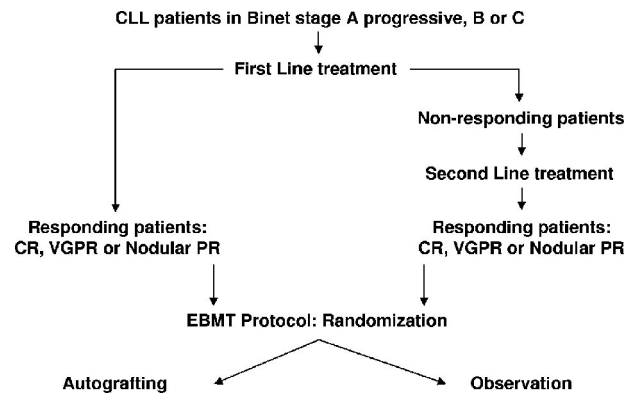 CLL patients in Binet stage A progressive, B or C
First Line treatment
Non-responding patients
Second Line treatment
Responding patients:
CR, VGPR or Nodular PR
Responding patients:
CR, VGPR or Nodular PR
EBMT Protocol: Randomization
Autografting
Observation